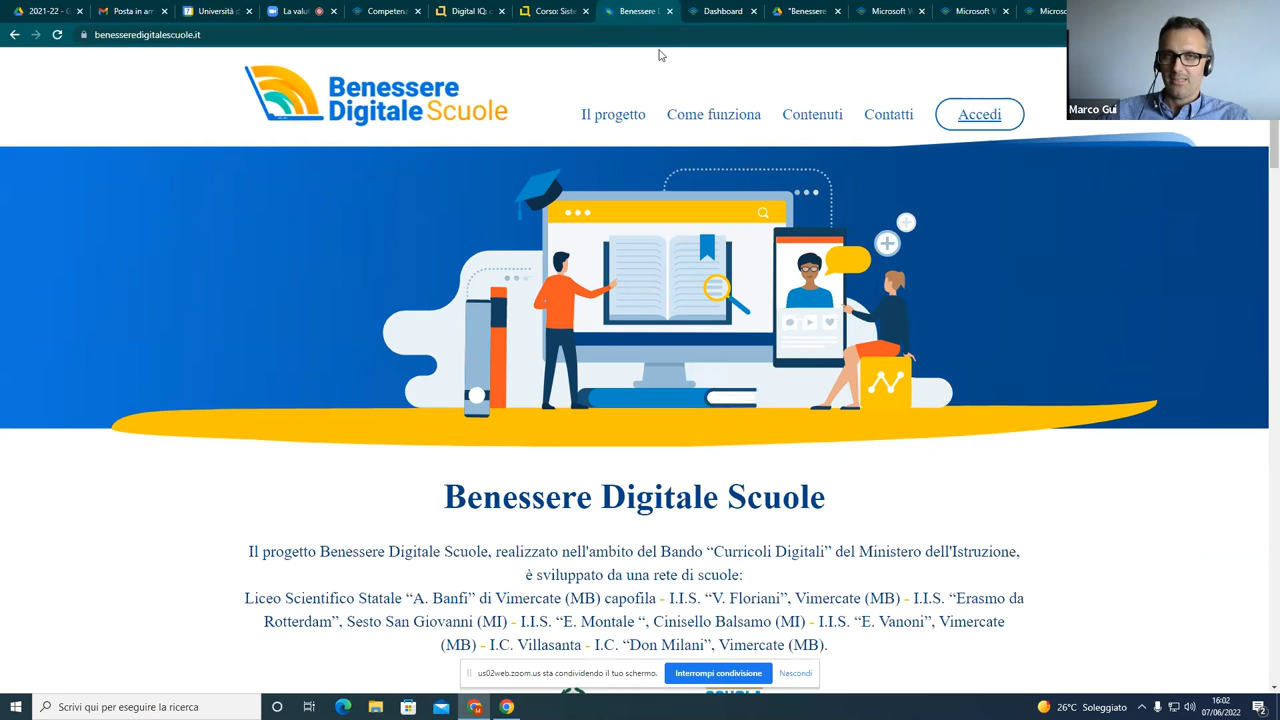 2021-22 - G
Posta in arr
Università d
La valut
Competenz
Digital IQ: c
Corso: Siste
Benessere D
Dashboard
"Benessere
Microsoft W
Microsoft W
Micros
benesseredigitalescuole.it
Marco Gui
Benessere
Digitale Scuole
Il progetto
Come funziona
Contenuti
Contatti
Accedi
Benessere Digitale Scuole
Il progetto Benessere Digitale Scuole, realizzato nell'ambito del Bando “Curricoli Digitali” del Ministero dell'Istruzione,
è sviluppato da una rete di scuole:
Liceo Scientifico Statale “A. Banfi” di Vimercate (MB) capofila - I.I.S. “V. Floriani”, Vimercate (MB) - I.I.S. “Erasmo da
Rotterdam”, Sesto San Giovanni (MI) - I.I.S. “E. Montale “, Cinisello Balsamo (MI) - I.I.S. “E. Vanoni”, Vimercate
(MB) - I.C. Villasanta - I.C. “Don Milani”, Vimercate (MB).
us02web.zoom.us sta condividendo il tuo schermo.
Interrompi condivisione
Nascondi
Scrivi qui per eseguire la ricerca
26°C Soleggiato
16:02
07/06/2022
2